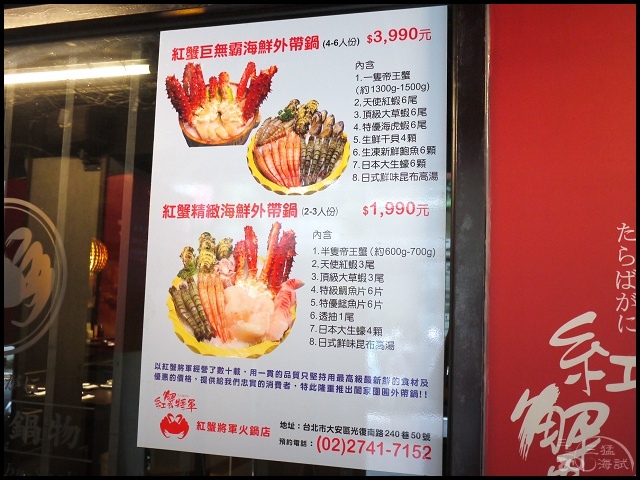 紅蟹巨無霸海鮮外帶鍋 (4-6人份) $3,990元
內含
1.一隻帝王蟹
(約1300g-1500g)
2.天使紅蝦6尾
3.頂級大草蝦6尾
4.特優海虎蝦6尾
5.生鮮干貝4顆
6.生凍新鮮鮑魚6顆
7.日本大生蠔6顆
8.日式鮮味昆布高湯
紅蟹精緻海鮮外帶鍋 (2-3人份) $1,990元
內含
1.半隻帝王蟹 (約600g-700g)
2.天使紅蝦3尾
3.頂級大草蝦3尾
4.特級鯛魚片6片
5.特優鯰魚片6片
6.透抽1尾
7.日本大生蠔4顆
8.日式鮮味昆布高湯
以紅蟹將軍經營了數十載，用一貫的品質只堅持用最高級最新鮮的食材及
優惠的價格，提供給我們忠實的消費者，特此隆重推出闔家團圓外帶鍋!!
紅蟹將軍
紅蟹將軍火鍋店
地址：台北市大安區光復南路240巷50號
預約電話：(02)2741-7152
たらばがに
紅蟹
鍋物
三猛
海試